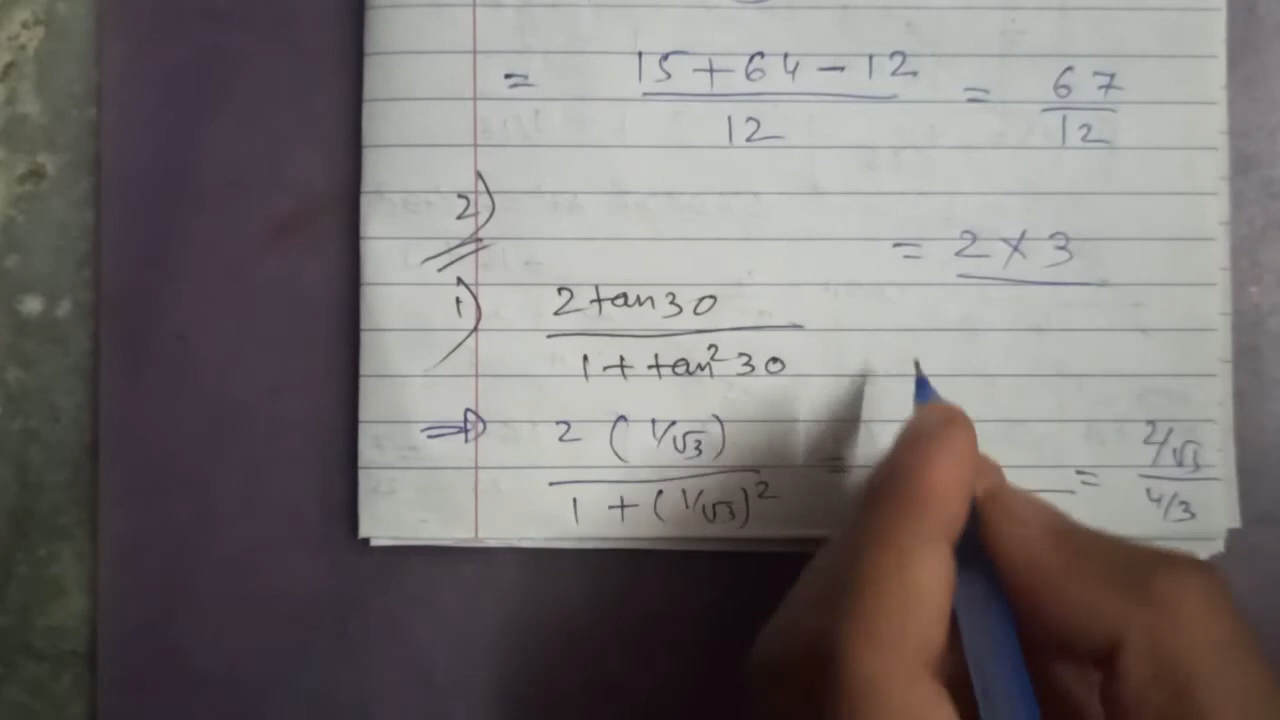 = 15 + 64 - 12 / 12 = 67 / 12
2)
= 2 × 3
1) 2 tan 30 / 1 + tan² 30
⇒ 2 (1/√3) / 1 + (1/√3)² = = 2/√3 / 4/3